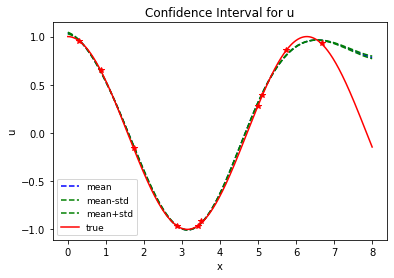 Confidence Interval for u
u
1.0
0.5
0.0
−0.5
−1.0
mean
mean-std
mean+std
true
0 1 2 3 4 5 6 7 8
x